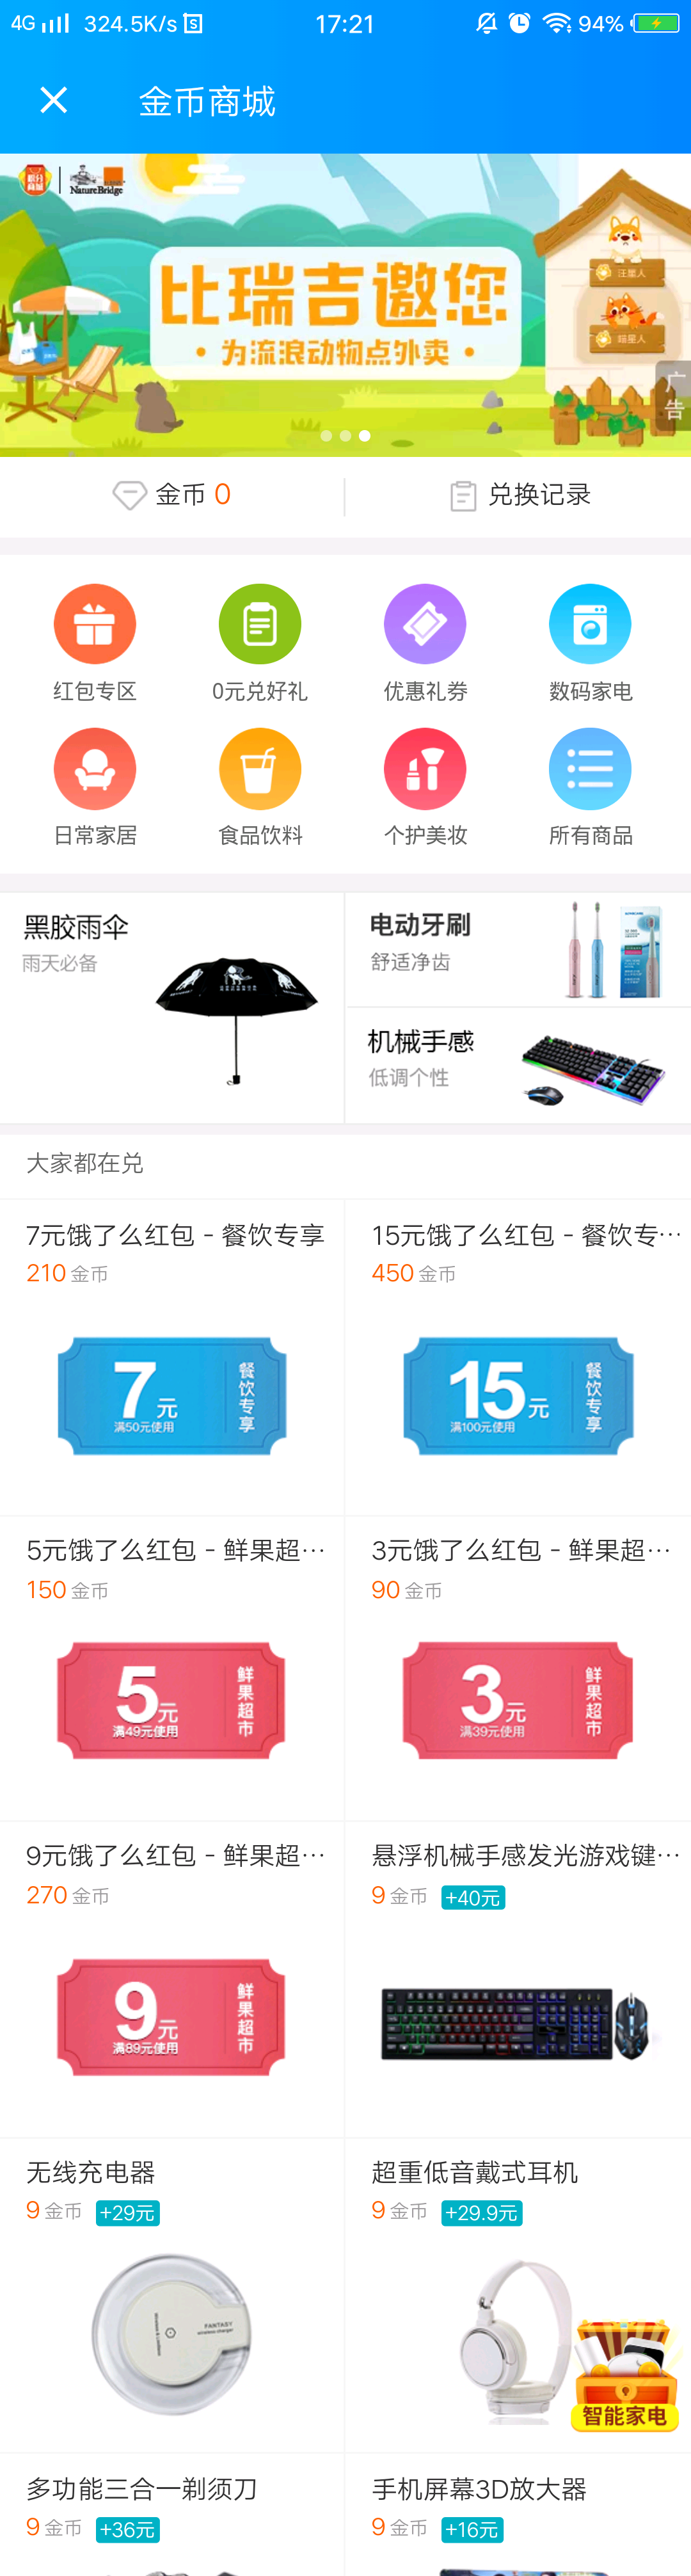 4G 324.5K/s 17:21 94%
金币商城
积分商城 NatureBridge
比瑞吉邀您
·为流浪动物点外卖·
汪星人
喵星人
广告
金币 0
兑换记录
红包专区 0元兑好礼 优惠礼券 数码家电
日常家居 食品饮料 个护美妆 所有商品
黑胶雨伞
雨天必备
电动牙刷
舒适净齿
机械手感
低调个性
大家都在兑
7元饿了么红包 - 餐饮专享
210 金币
7元
满50元使用
餐饮专享
15元饿了么红包 - 餐饮专…
450 金币
15元
满100元使用
餐饮专享
5元饿了么红包 - 鲜果超…
150 金币
5元
满49元使用
鲜果超市
3元饿了么红包 - 鲜果超…
90 金币
3元
满39元使用
鲜果超市
9元饿了么红包 - 鲜果超…
270 金币
9元
满89元使用
鲜果超市
悬浮机械手感发光游戏键…
9 金币 +40元
无线充电器
9 金币 +29元
FANTASY
wireless charger
超重低音戴式耳机
9 金币 +29.9元
智能家电
多功能三合一剃须刀
9 金币 +36元
手机屏幕3D放大器
9 金币 +16元